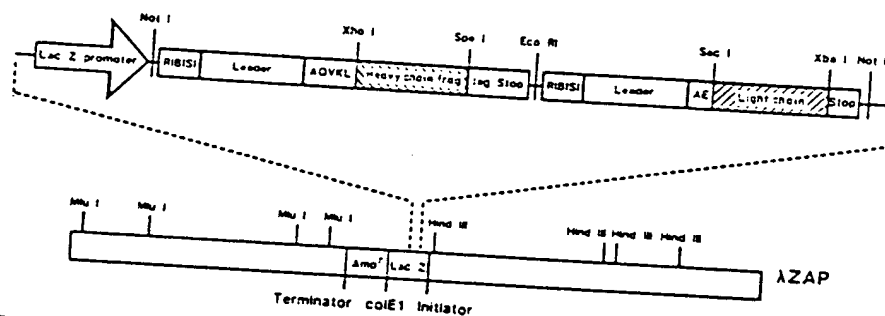 Not I
Xho I
Spe I
Eco RI
Sac I
Xba I
Not I
Lac Z promoter
RIBISI
Leader
AQVKL
Heavy chain frag
tag
Stop
RIBISI
Leader
AE
Light chain
Stop
Mlu I
Mlu I
Mlu I
Mlu I
Hind III
Hind III
Hind III
Hind III
Ampʳ
Lac Z
λZAP
Terminator
colE1
Initiator